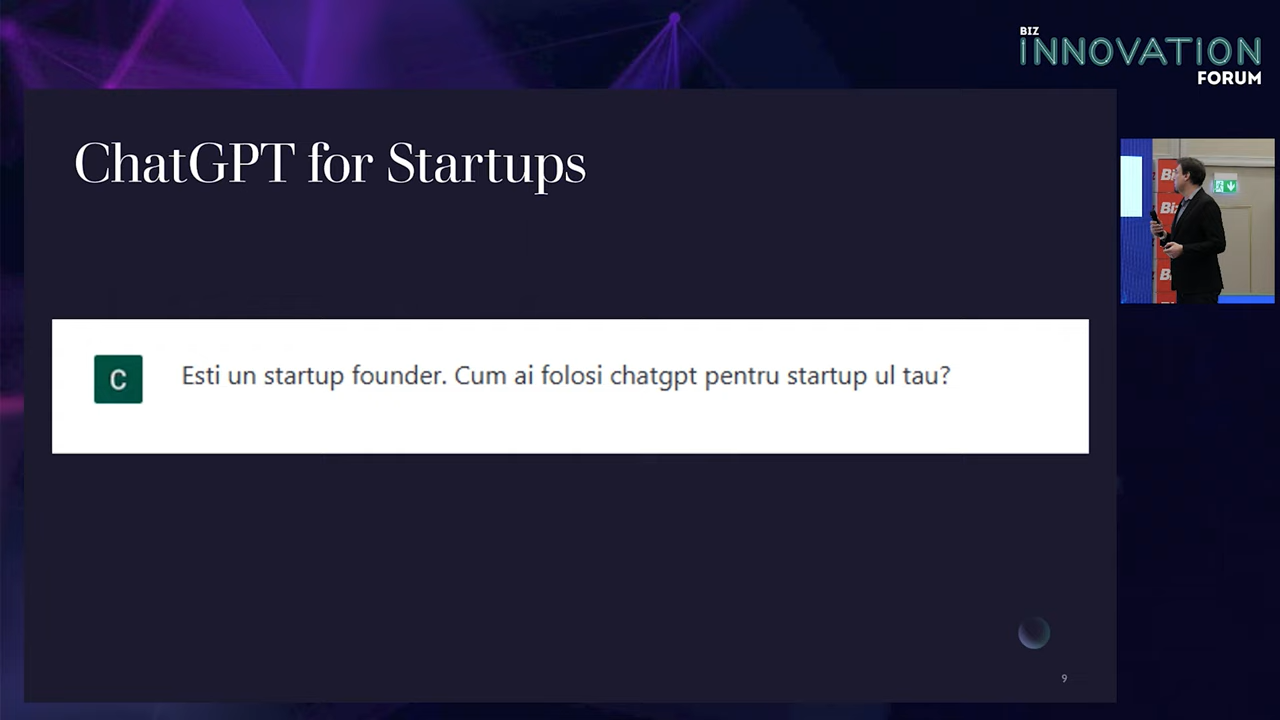 BIZ
INNOVATION
FORUM
ChatGPT for Startups
C
Esti un startup founder. Cum ai folosi chatgpt pentru startup ul tau?
9